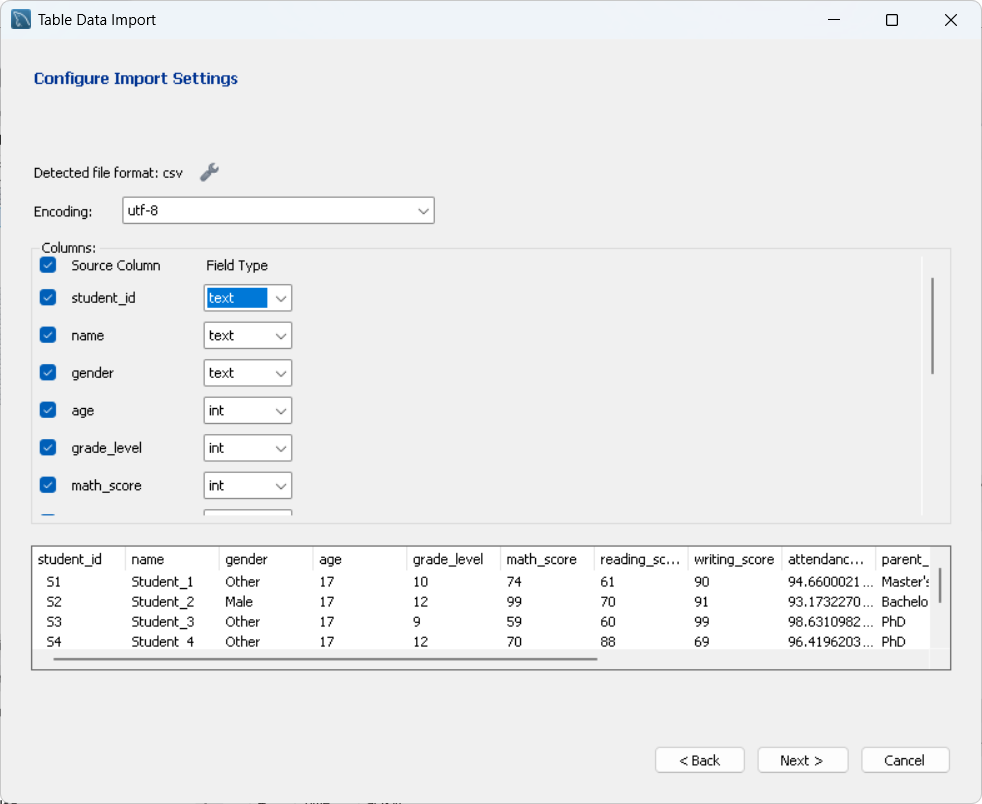 Table Data Import
Configure Import Settings
Detected file format: csv
Encoding: utf-8
Columns:
Source Column Field Type
student_id text
name text
gender text
age int
grade_level int
math_score int
student_id name gender age grade_level math_score reading_sc... writing_score attendanc... parent_
S1 Student_1 Other 17 10 74 61 90 94.6600021... Master's
S2 Student_2 Male 17 12 99 70 91 93.1732270... Bachelo
S3 Student_3 Other 17 9 59 60 99 98.6310982... PhD
S4 Student_4 Other 17 12 70 88 69 96.4196203... PhD
< Back Next > Cancel